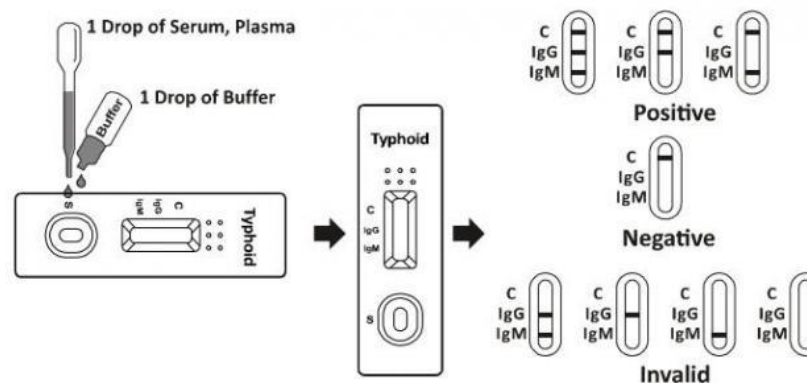 1 Drop of Serum, Plasma
1 Drop of Buffer
Buffer
S
IgM
IgG
C
Typhoid
Typhoid
C
IgG
IgM
S
C
IgG
IgM
C
IgG
IgM
C
IgG
IgM
Positive
C
IgG
IgM
Negative
C
IgG
IgM
C
IgG
IgM
C
IgG
IgM
C
IgG
IgM
Invalid